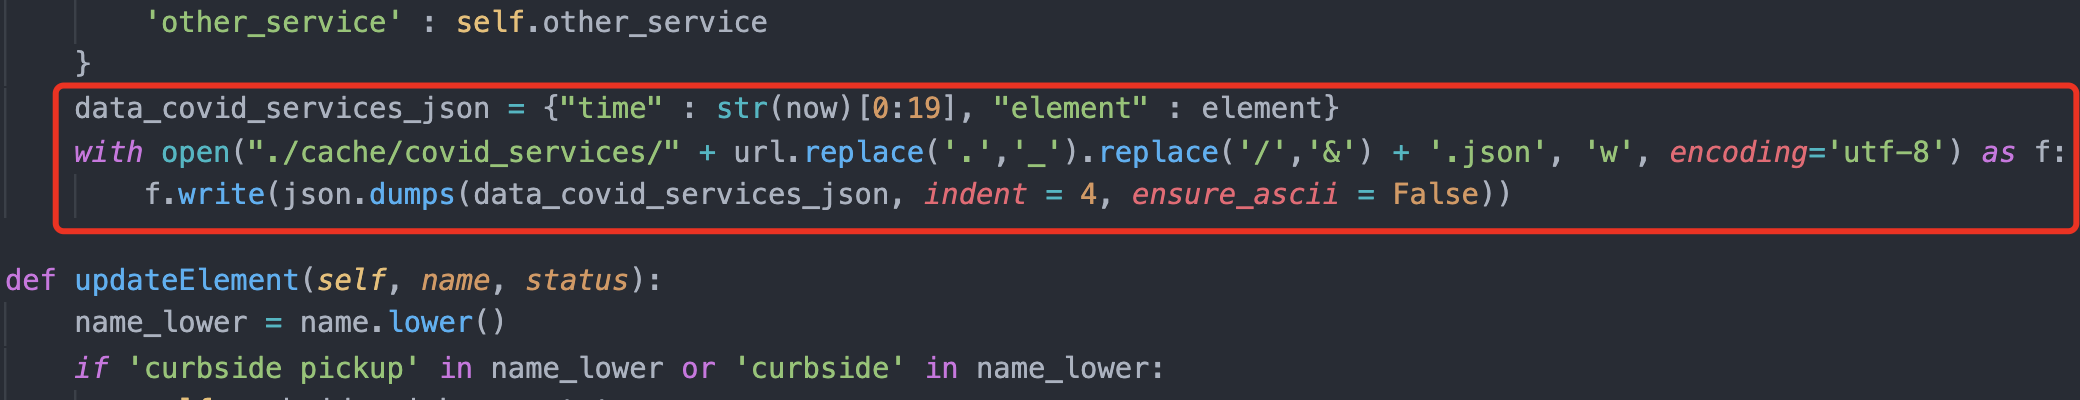 'other_service' : self.other_service
}
data_covid_services_json = {"time" : str(now)[0:19], "element" : element}
with open("./cache/covid_services/" + url.replace('.','_').replace('/','&') + '.json', 'w', encoding='utf-8') as f:
f.write(json.dumps(data_covid_services_json, indent = 4, ensure_ascii = False))
def updateElement(self, name, status):
name_lower = name.lower()
if 'curbside pickup' in name_lower or 'curbside' in name_lower: